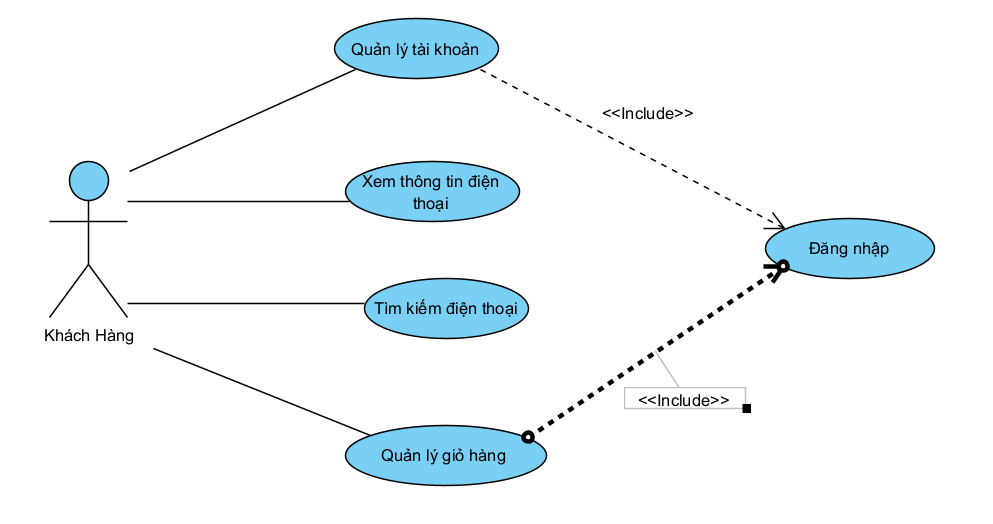 Quản lý tài khoản
<<Include>>
Xem thông tin điện
thoại
Đăng nhập
Tìm kiếm điện thoại
Khách Hàng
<<Include>>
Quản lý giỏ hàng